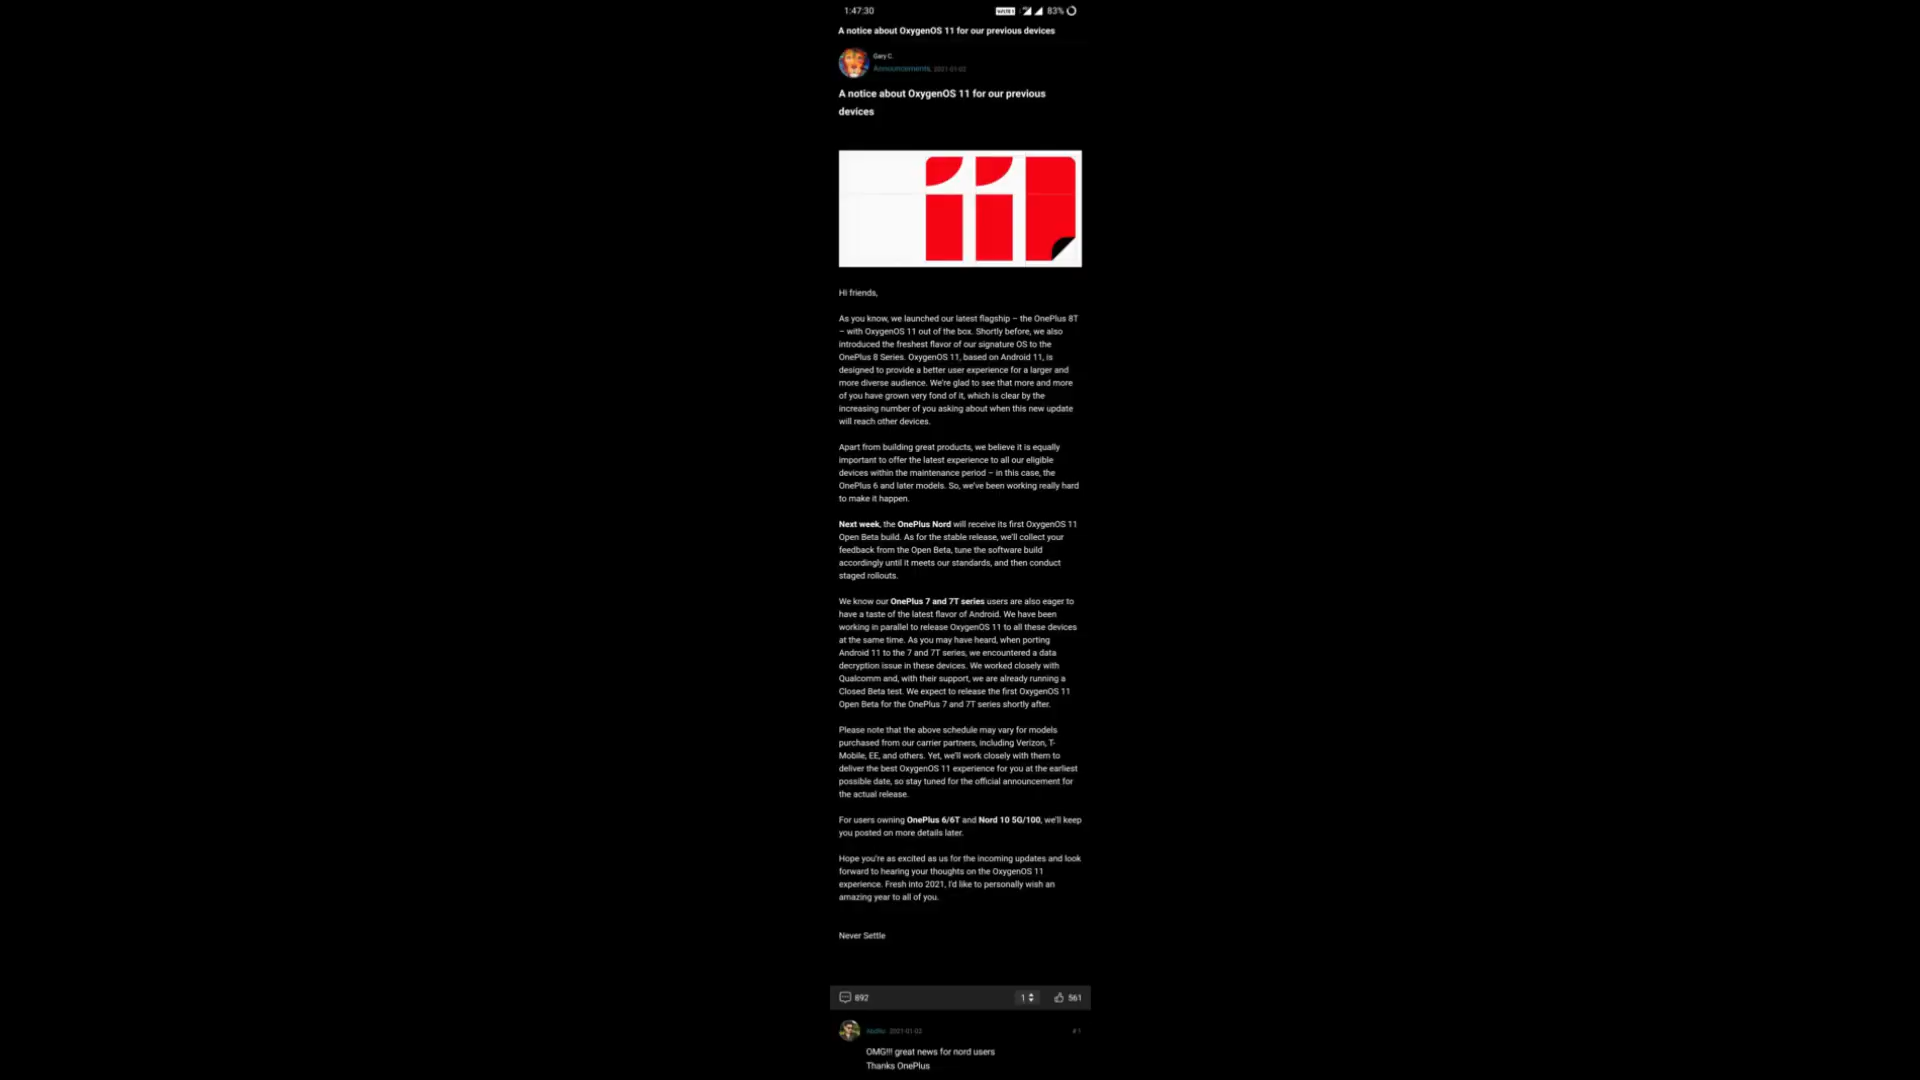 1:47:30
83%
A notice about OxygenOS 11 for our previous devices
Gary C.
Announcements, 2021-01-02
A notice about OxygenOS 11 for our previous
devices
11
Hi friends,
As you know, we launched our latest flagship – the OnePlus 8T
– with OxygenOS 11 out of the box. Shortly before, we also
introduced the freshest flavor of our signature OS to the
OnePlus 8 Series. OxygenOS 11, based on Android 11, is
designed to provide a better user experience for a larger and
more diverse audience. We're glad to see that more and more
of you have grown very fond of it, which is clear by the
increasing number of you asking about when this new update
will reach other devices.
Apart from building great products, we believe it is equally
important to offer the latest experience to all our eligible
devices within the maintenance period – in this case, the
OnePlus 6 and later models. So, we've been working really hard
to make it happen.
Next week, the OnePlus Nord will receive its first OxygenOS 11
Open Beta build. As for the stable release, we'll collect your
feedback from the Open Beta, tune the software build
accordingly until it meets our standards, and then conduct
staged rollouts.
We know our OnePlus 7 and 7T series users are also eager to
have a taste of the latest flavor of Android. We have been
working in parallel to release OxygenOS 11 to all these devices
at the same time. As you may have heard, when porting
Android 11 to the 7 and 7T series, we encountered a data
decryption issue in these devices. We worked closely with
Qualcomm and, with their support, we are already running a
Closed Beta test. We expect to release the first OxygenOS 11
Open Beta for the OnePlus 7 and 7T series shortly after.
Please note that the above schedule may vary for models
purchased from our carrier partners, including Verizon, T-
Mobile, EE, and others. Yet, we'll work closely with them to
deliver the best OxygenOS 11 experience for you at the earliest
possible date, so stay tuned for the official announcement for
the actual release.
For users owning OnePlus 6/6T and Nord 10 5G/100, we'll keep
you posted on more details later.
Hope you're as excited as us for the incoming updates and look
forward to hearing your thoughts on the OxygenOS 11
experience. Fresh into 2021, I'd like to personally wish an
amazing year to all of you.
Never Settle
892
1
561
2021-01-02
#1
OMG!!! great news for nord users
Thanks OnePlus